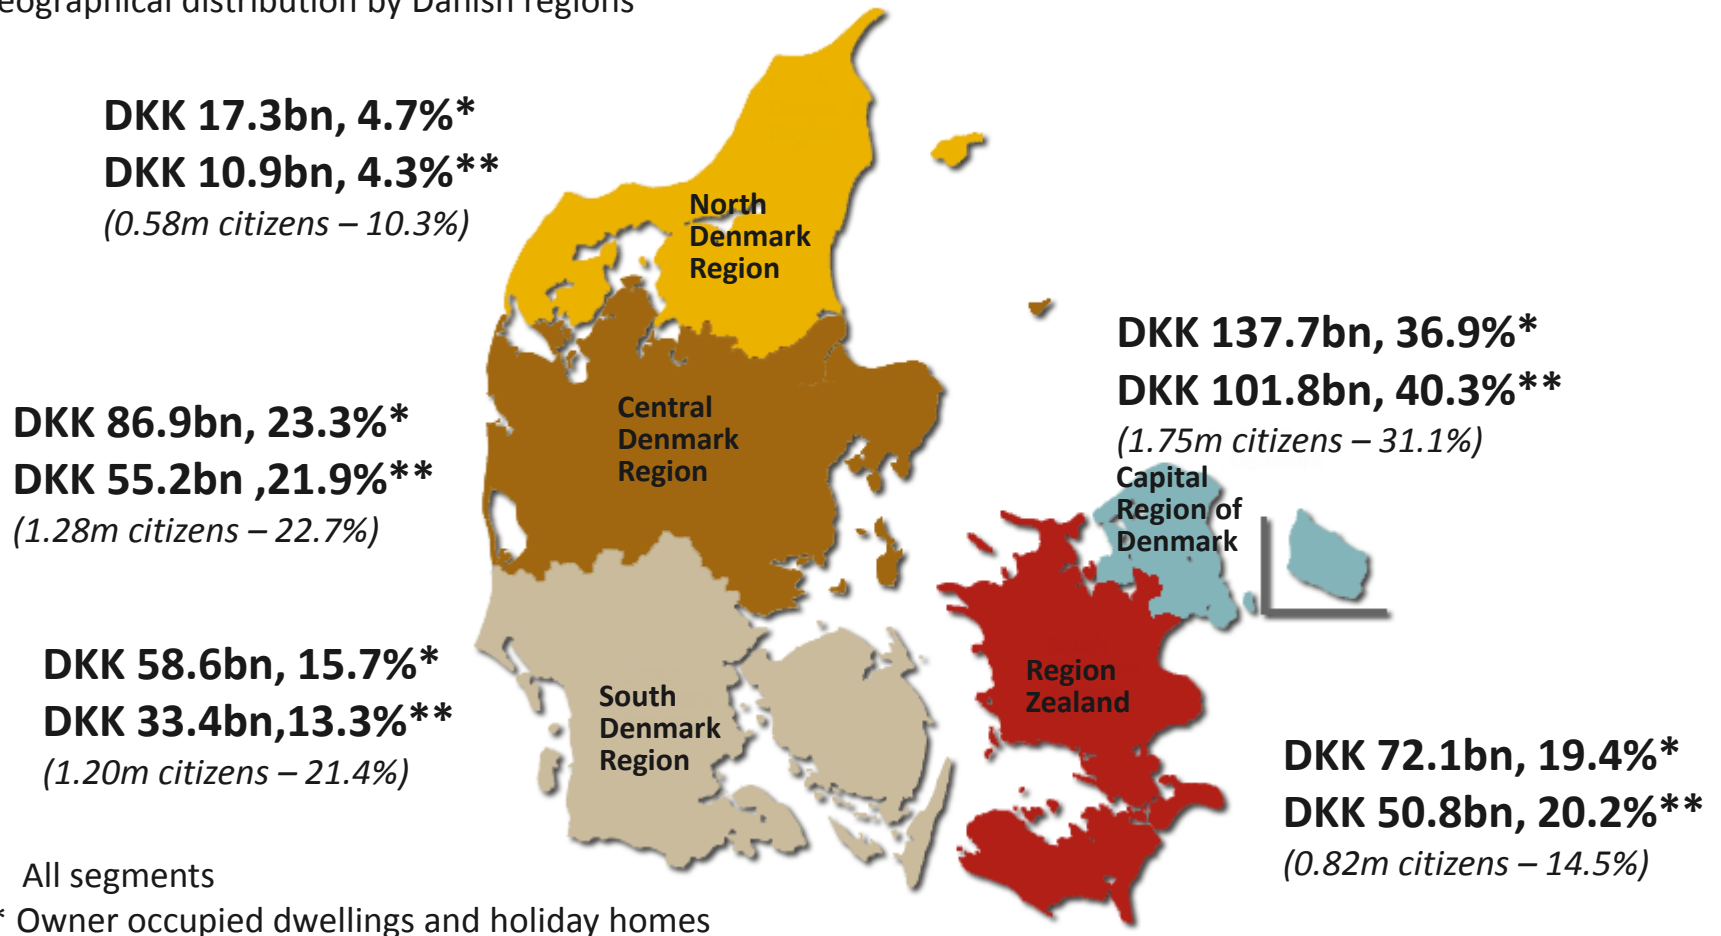 eographical distribution by Danish regions
DKK 17.3bn, 4.7%*
DKK 10.9bn, 4.3%**
(0.58m citizens – 10.3%)
North
Denmark
Region
DKK 137.7bn, 36.9%*
DKK 101.8bn, 40.3%**
(1.75m citizens – 31.1%)
Capital
Region of
Denmark
DKK 86.9bn, 23.3%*
DKK 55.2bn ,21.9%**
(1.28m citizens – 22.7%)
Central
Denmark
Region
DKK 58.6bn, 15.7%*
DKK 33.4bn,13.3%**
(1.20m citizens – 21.4%)
South
Denmark
Region
Region
Zealand
DKK 72.1bn, 19.4%*
DKK 50.8bn, 20.2%**
(0.82m citizens – 14.5%)
All segments
* Owner occupied dwellings and holiday homes